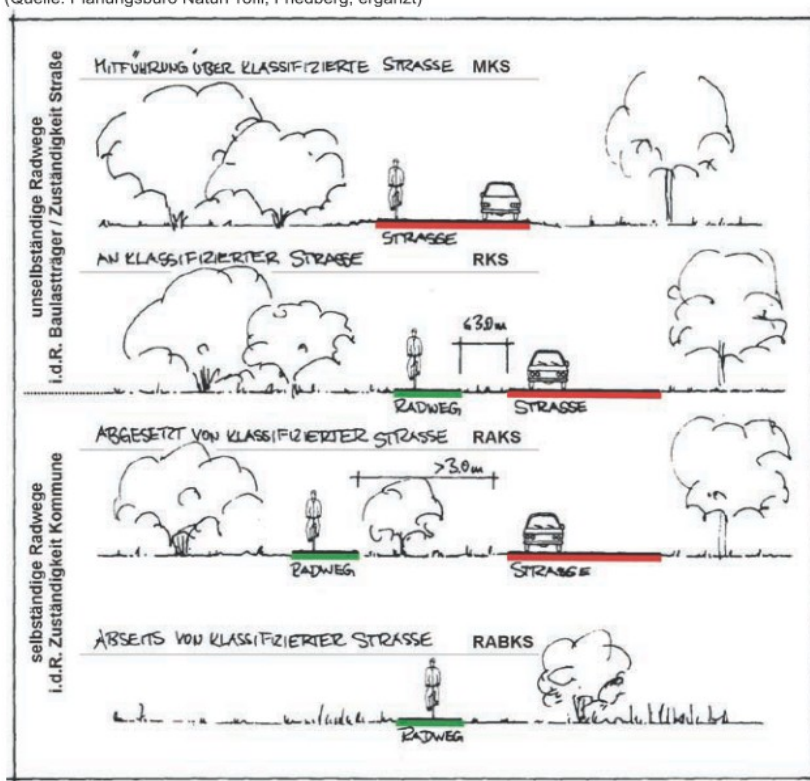 (Quelle: Planungsbüro Natur Profil, Friedberg, ergänzt)
unselbständige Radwege
i.d.R. Baulastträger / Zuständigkeit Straße
MITFÜHRUNG ÜBER KLASSIFIZIERTE STRASSE MKS
STRASSE
AN KLASSIFIZIERTER STRASSE RKS
≤3.0m
RADWEG STRASSE
selbständige Radwege
i.d.R. Zuständigkeit Kommune
ABGESETZT VON KLASSIFIZIERTER STRASSE RAKS
>3.0m
RADWEG STRASSE
ABSEITS VON KLASSIFIZIERTER STRASSE RABKS
RADWEG